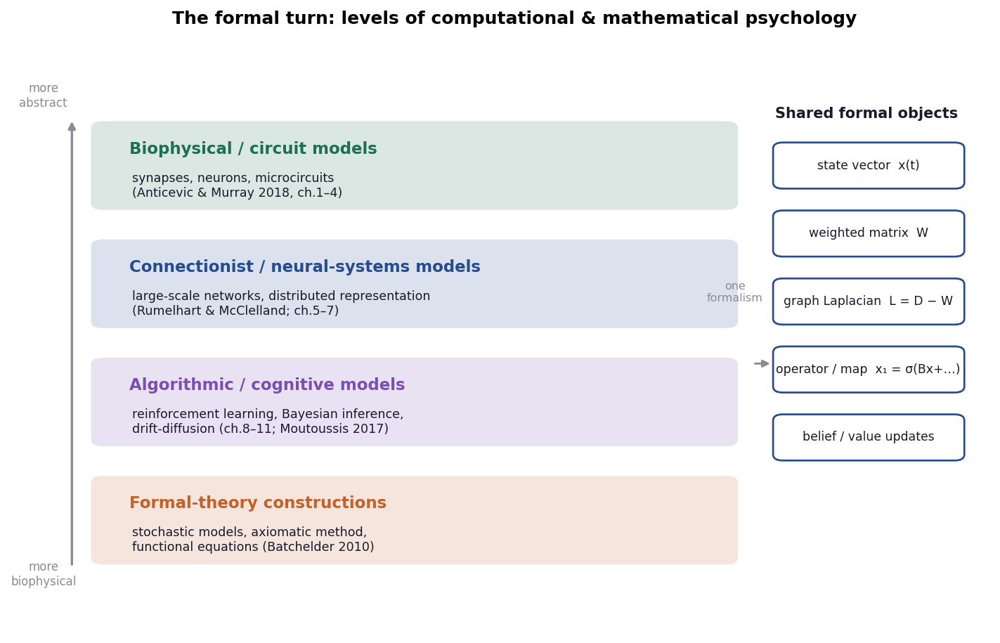 The formal turn: levels of computational & mathematical psychology
more
abstract
Biophysical / circuit models
synapses, neurons, microcircuits
(Anticevic & Murray 2018, ch.1–4)
Connectionist / neural-systems models
large-scale networks, distributed representation
(Rumelhart & McClelland; ch.5–7)
Algorithmic / cognitive models
reinforcement learning, Bayesian inference,
drift-diffusion (ch.8–11; Moutoussis 2017)
Formal-theory constructions
stochastic models, axiomatic method,
functional equations (Batchelder 2010)
more
biophysical
one
formalism
Shared formal objects
state vector  x(t)
weighted matrix  W
graph Laplacian  L = D − W
operator / map  x₁ = σ(Bx+…)
belief / value updates